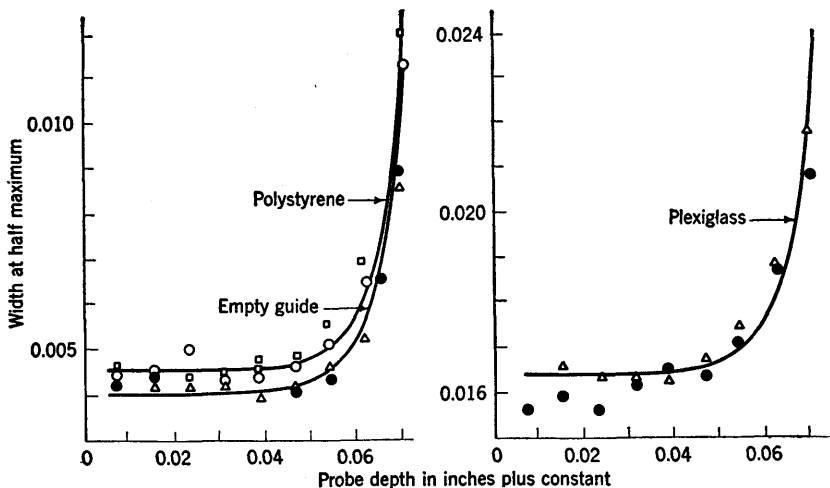 Width at half maximum
0.010
0.005
Polystyrene
Empty guide
0
0.02
0.04
0.06
0.024
0.020
0.016
Plexiglass
0
0.02
0.04
0.06
Probe depth in inches plus constant